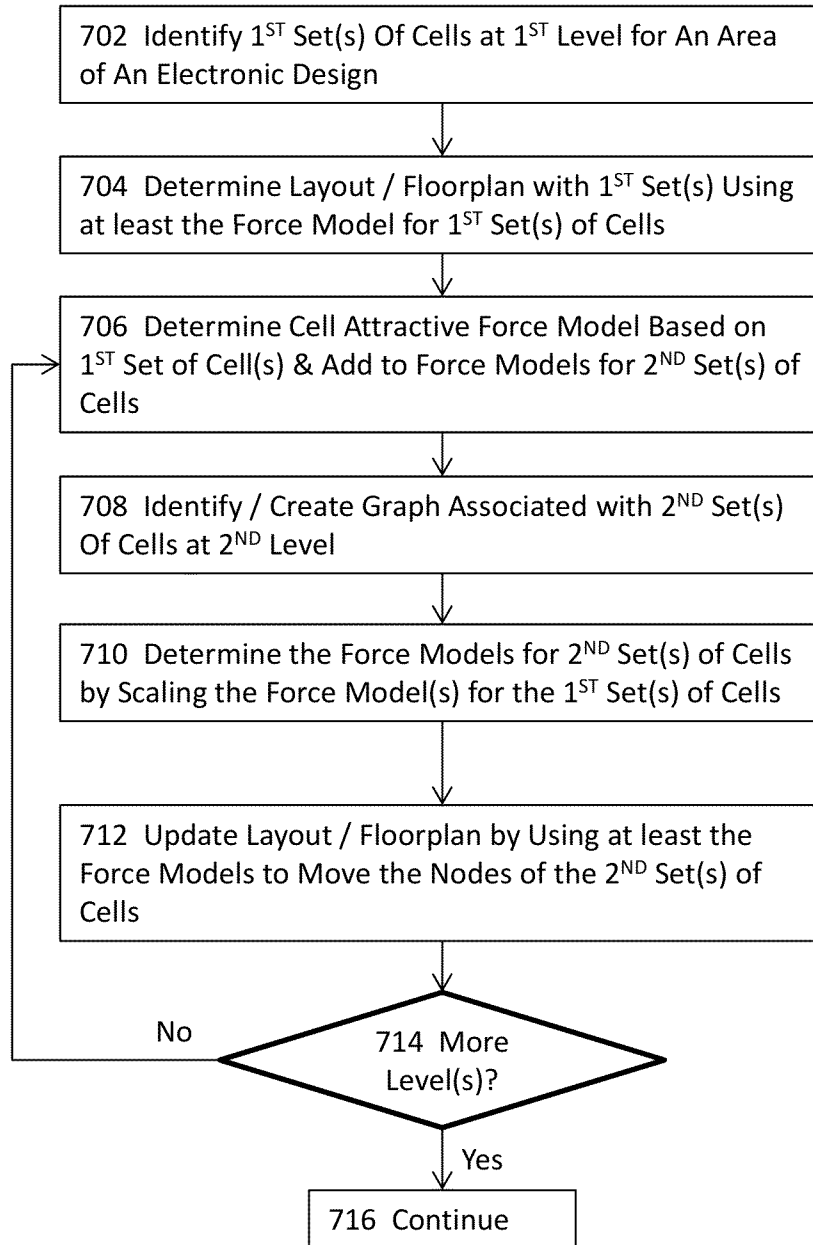 702 Identify 1ST Set(s) Of Cells at 1ST Level for An Area
of An Electronic Design
704 Determine Layout / Floorplan with 1ST Set(s) Using
at least the Force Model for 1ST Set(s) of Cells
706 Determine Cell Attractive Force Model Based on
1ST Set of Cell(s) & Add to Force Models for 2ND Set(s) of
Cells
708 Identify / Create Graph Associated with 2ND Set(s)
Of Cells at 2ND Level
710 Determine the Force Models for 2ND Set(s) of Cells
by Scaling the Force Model(s) for the 1ST Set(s) of Cells
712 Update Layout / Floorplan by Using at least the
Force Models to Move the Nodes of the 2ND Set(s) of
Cells
No
714 More
Level(s)?
Yes
716 Continue